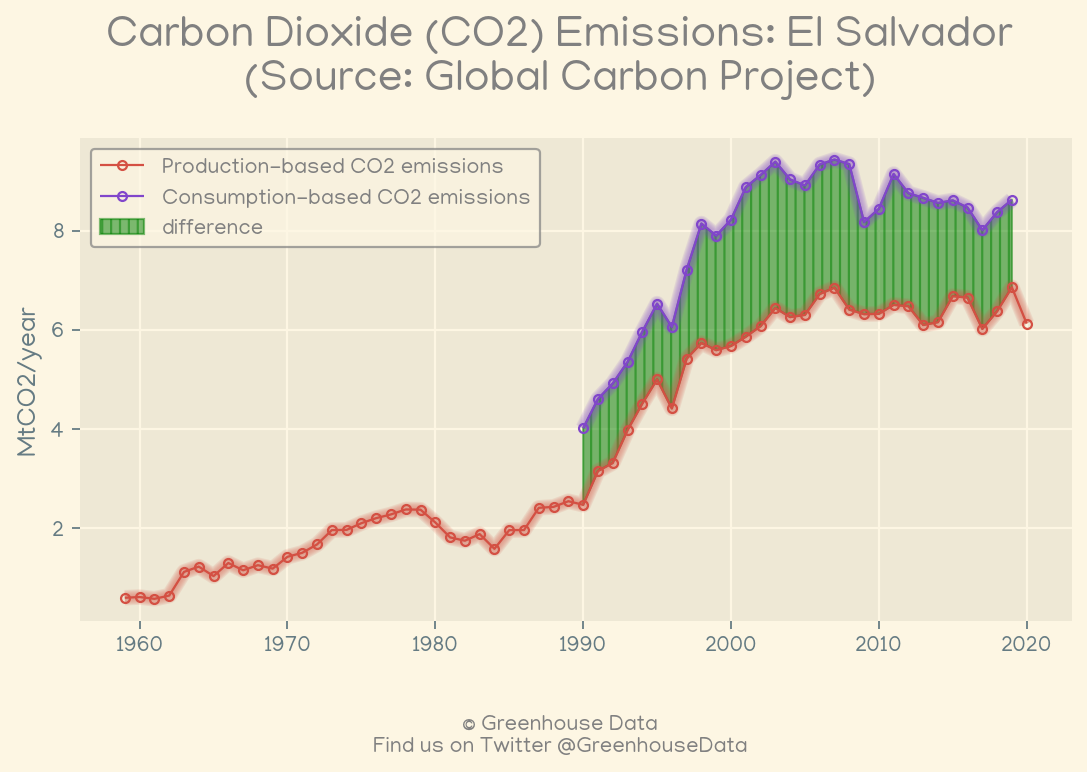 Carbon Dioxide (CO2) Emissions: El Salvador
(Source: Global Carbon Project)
Production-based CO2 emissions
Consumption-based CO2 emissions
difference
MtCO2/year
8
6
4
2
1960 1970 1980 1990 2000 2010 2020
© Greenhouse Data
Find us on Twitter @GreenhouseData